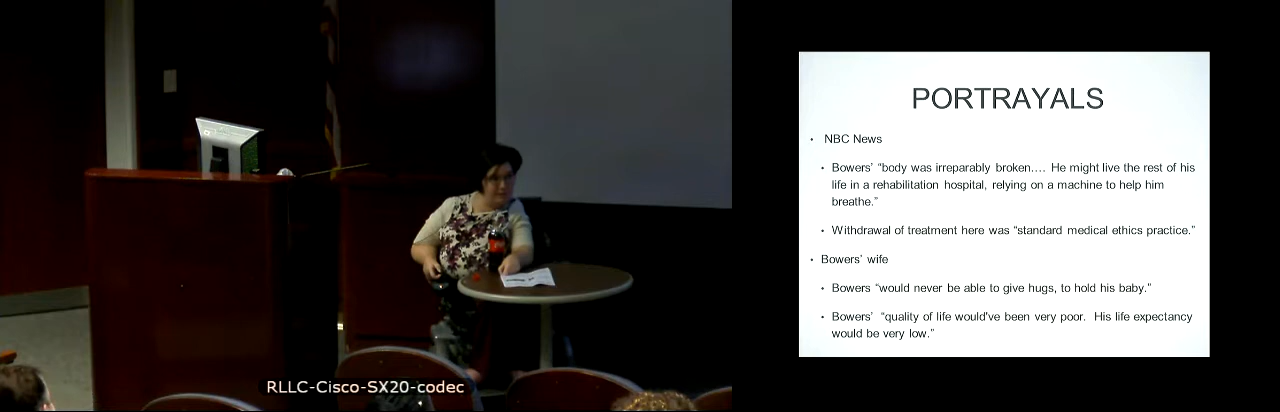 RLLC-Cisco-SX20-codec
PORTRAYALS
• NBC News
• Bowers’ “body was irreparably broken…. He might live the rest of his
life in a rehabilitation hospital, relying on a machine to help him
breathe.”
• Withdrawal of treatment here was “standard medical ethics practice.”
• Bowers’ wife
• Bowers “would never be able to give hugs, to hold his baby.”
• Bowers’ “quality of life would've been very poor. His life expectancy
would be very low.”